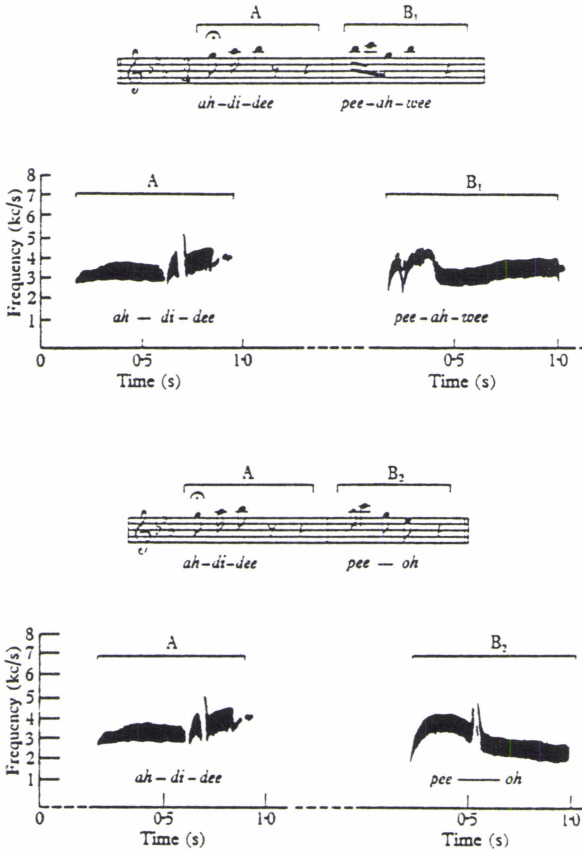 A B₁
ah-di-dee pee-ah-wee
A B₁
Frequency (kc/s)
8
7
6
5
4
3
2
1
ah — di - dee pee-ah-wee
0 0·5 1·0 0·5 1·0
Time (s) Time (s)
A B₂
ah-di-dee pee — oh
A B₂
Frequency (kc/s)
8
7
6
5
4
3
2
1
ah - di - dee pee —— oh
0 0·5 1·0 0·5 1·0
Time (s) Time (s)